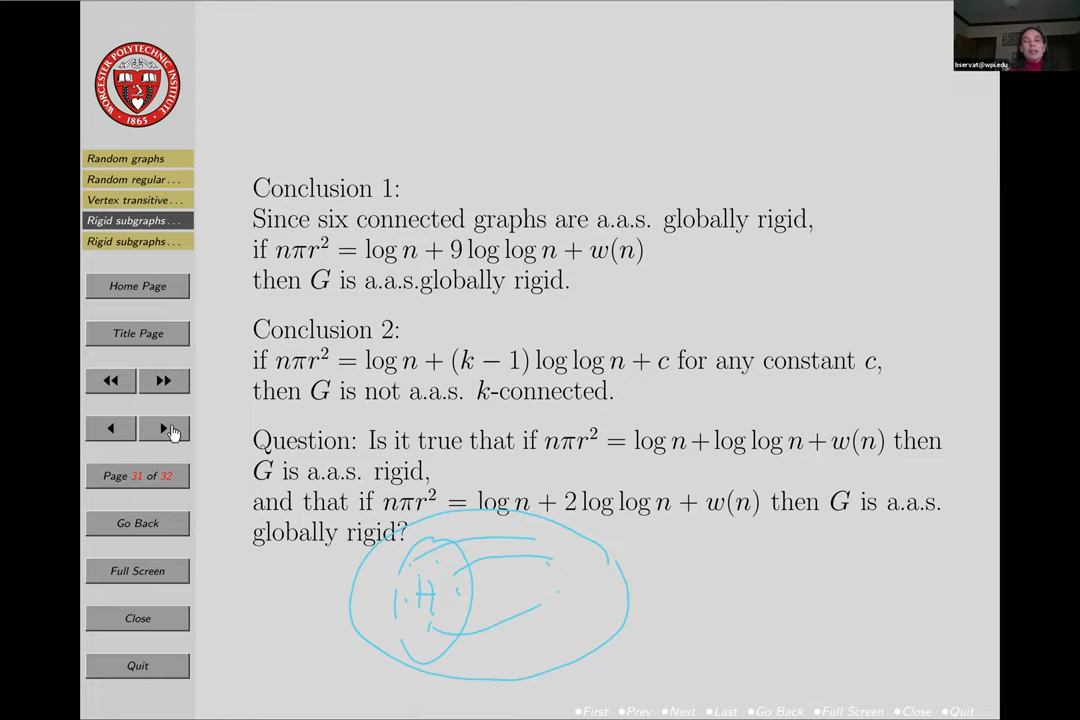 WORCESTER POLYTECHNIC INSTITUTE
1865
bservat@wpi.edu
Random graphs
Random regular . . .
Vertex transitive . . .
Rigid subgraphs . . .
Rigid subgraphs . . .
Home Page
Title Page
Page 31 of 32
Go Back
Full Screen
Close
Quit
Conclusion 1:
Since six connected graphs are a.a.s. globally rigid,
if nπr² = log n + 9 log log n + w(n)
then G is a.a.s.globally rigid.
Conclusion 2:
if nπr² = log n + (k − 1) log log n + c for any constant c,
then G is not a.a.s. k-connected.
Question: Is it true that if nπr² = log n+log log n+w(n) then
G is a.a.s. rigid,
and that if nπr² = log n + 2 log log n + w(n) then G is a.a.s.
globally rigid?
H
•First •Prev •Next •Last •Go Back •Full Screen •Close •Quit